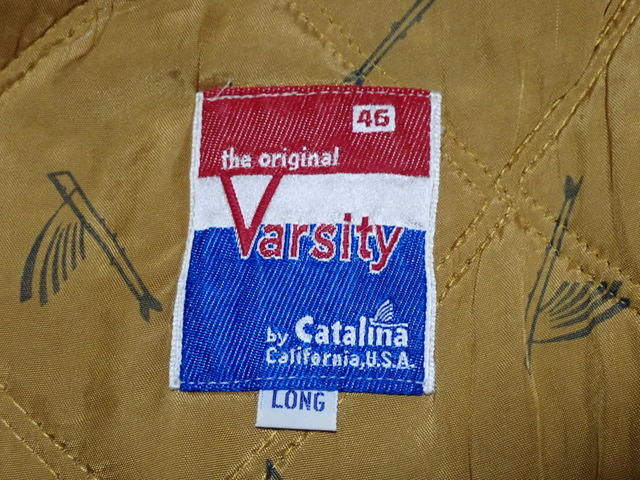 46
the original
Varsity
by Catalina
California, U.S.A.
LONG